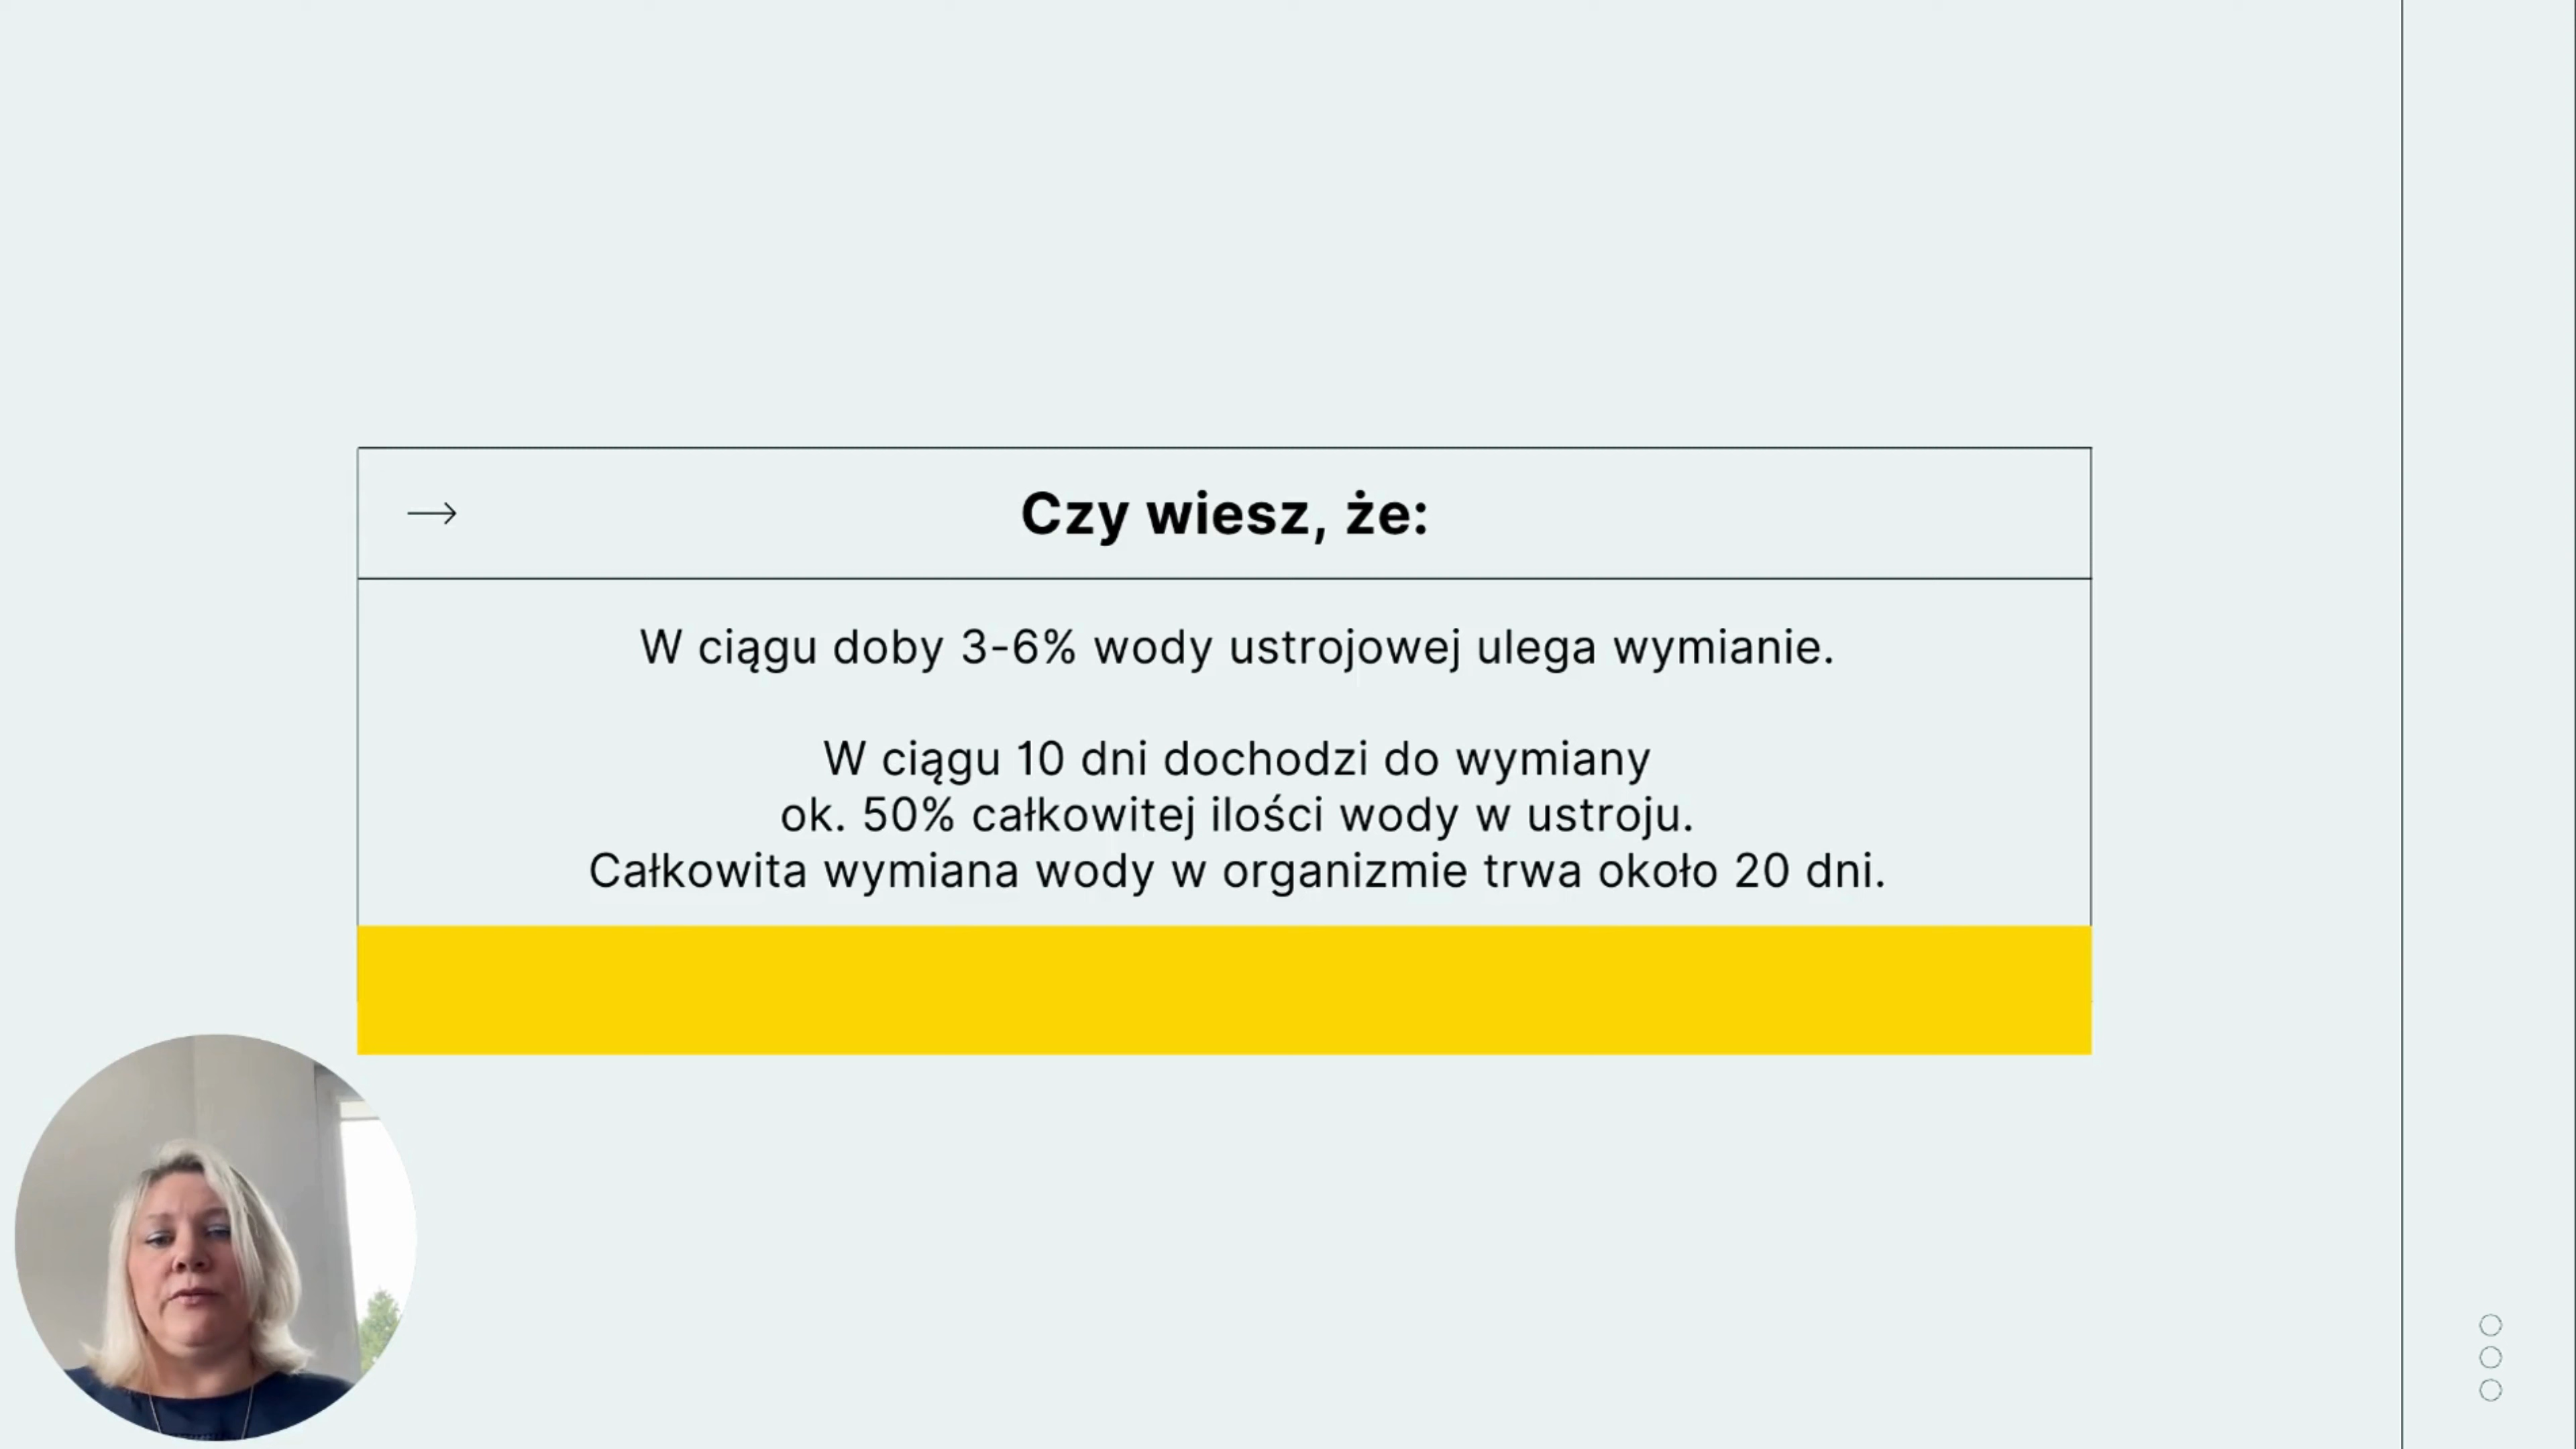 Czy wiesz, że:
W ciągu doby 3-6% wody ustrojowej ulega wymianie.
W ciągu 10 dni dochodzi do wymiany
ok. 50% całkowitej ilości wody w ustroju.
Całkowita wymiana wody w organizmie trwa około 20 dni.